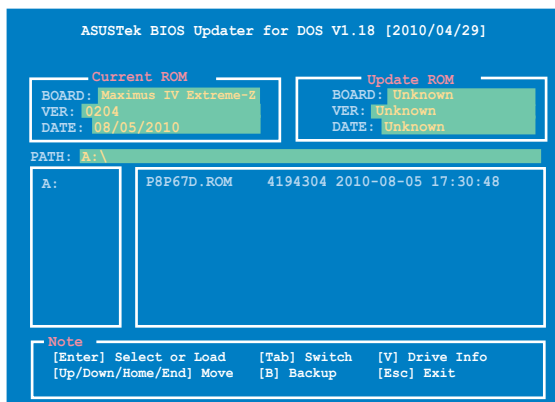 ASUSTek BIOS Updater for DOS V1.18 [2010/04/29]
Current ROM
BOARD: Maximus IV Extreme-Z
VER: 0204
DATE: 08/05/2010
Update ROM
BOARD: Unknown
VER: Unknown
DATE: Unknown
PATH: A:\
A:
P8P67D.ROM 4194304 2010-08-05 17:30:48
Note
[Enter] Select or Load [Tab] Switch [V] Drive Info
[Up/Down/Home/End] Move [B] Backup [Esc] Exit